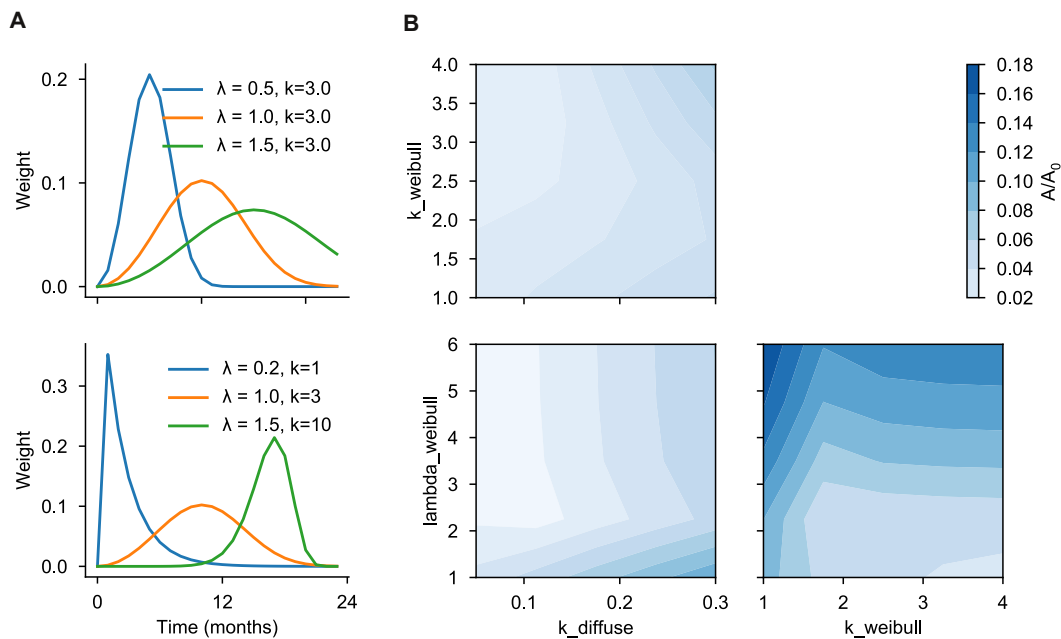 A
B
Weight
0.2
0.1
0.0
λ = 0.5, k=3.0
λ = 1.0, k=3.0
λ = 1.5, k=3.0
k_weibull
4.0
3.5
3.0
2.5
2.0
1.5
1.0
0.18
0.16
0.14
0.12
0.10
0.08
0.06
0.04
0.02
A/A0
Weight
0.3
0.2
0.1
0.0
λ = 0.2, k=1
λ = 1.0, k=3
λ = 1.5, k=10
0 12 24
Time (months)
lambda_weibull
6
5
4
3
2
1
0.1 0.2 0.3
k_diffuse
1 2 3 4
k_weibull